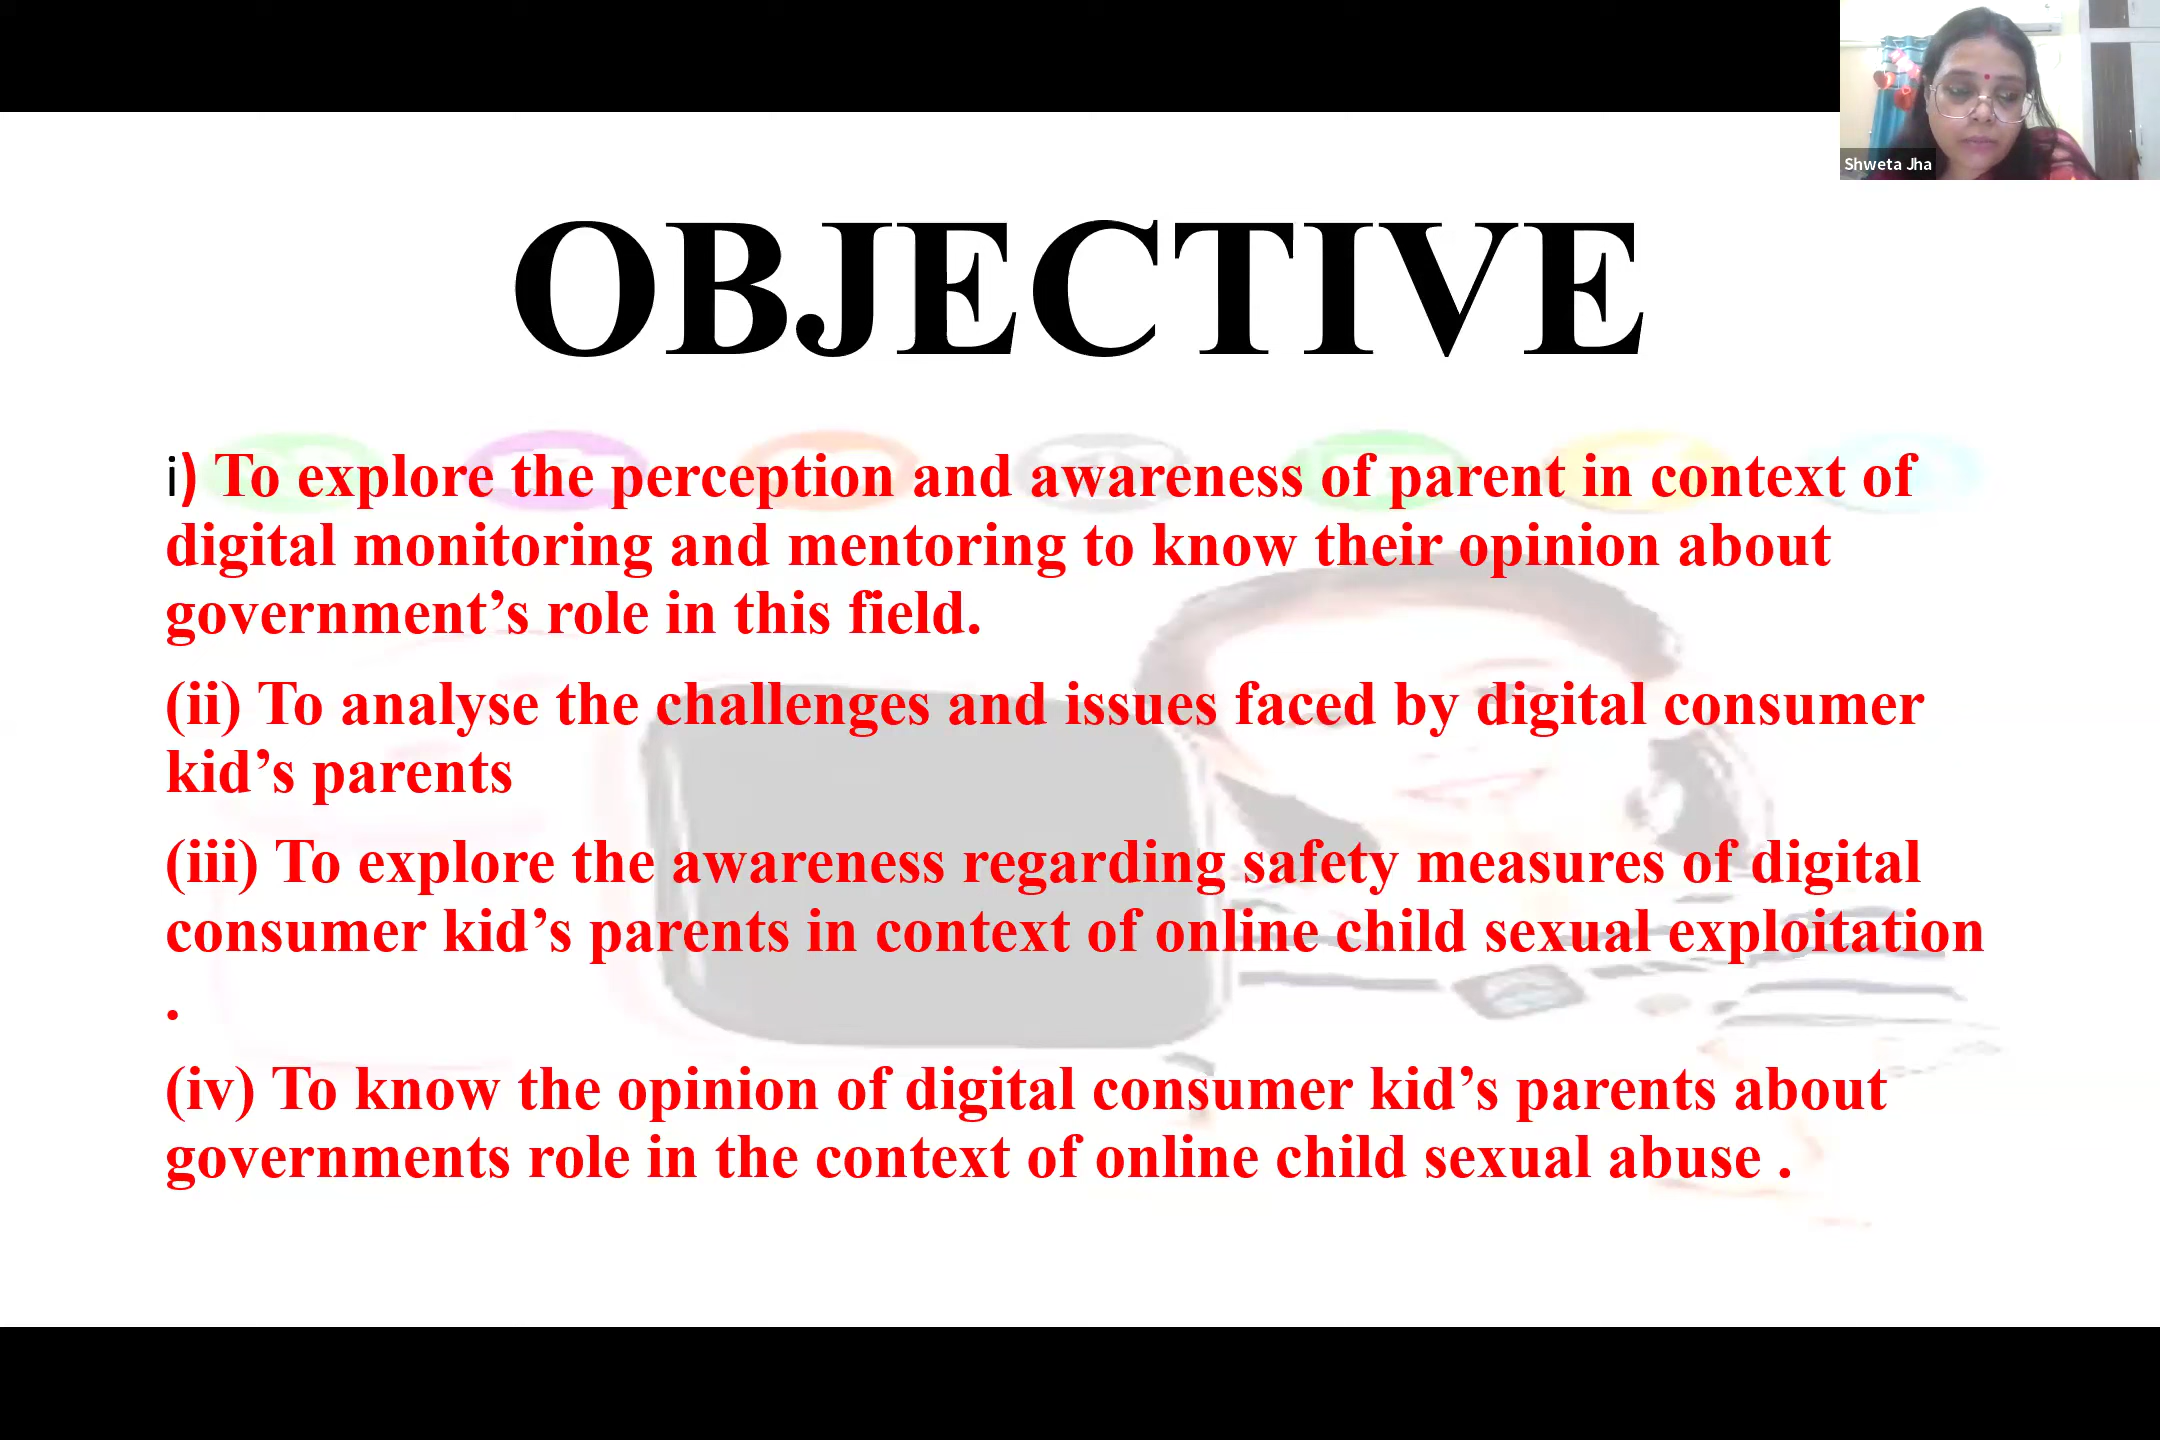 Shweta Jha
OBJECTIVE
i) To explore the perception and awareness of parent in context of
digital monitoring and mentoring to know their opinion about
government’s role in this field.
(ii) To analyse the challenges and issues faced by digital consumer
kid’s parents
(iii) To explore the awareness regarding safety measures of digital
consumer kid’s parents in context of online child sexual exploitation
.
(iv) To know the opinion of digital consumer kid’s parents about
governments role in the context of online child sexual abuse .